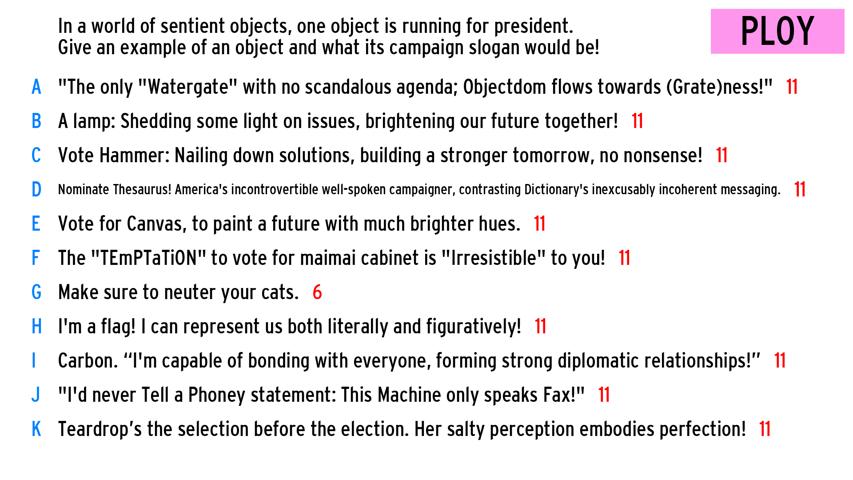 In a world of sentient objects, one object is running for president.
Give an example of an object and what its campaign slogan would be!
PLOY
A "The only "Watergate" with no scandalous agenda; Objectdom flows towards (Grate)ness!" 11
B A lamp: Shedding some light on issues, brightening our future together! 11
C Vote Hammer: Nailing down solutions, building a stronger tomorrow, no nonsense! 11
D Nominate Thesaurus! America's incontrovertible well-spoken campaigner, contrasting Dictionary's inexcusably incoherent messaging. 11
E Vote for Canvas, to paint a future with much brighter hues. 11
F The "TEmPTaTiON" to vote for maimai cabinet is "Irresistible" to you! 11
G Make sure to neuter your cats. 6
H I'm a flag! I can represent us both literally and figuratively! 11
I Carbon. “I'm capable of bonding with everyone, forming strong diplomatic relationships!” 11
J "I'd never Tell a Phoney statement: This Machine only speaks Fax!" 11
K Teardrop’s the selection before the election. Her salty perception embodies perfection! 11